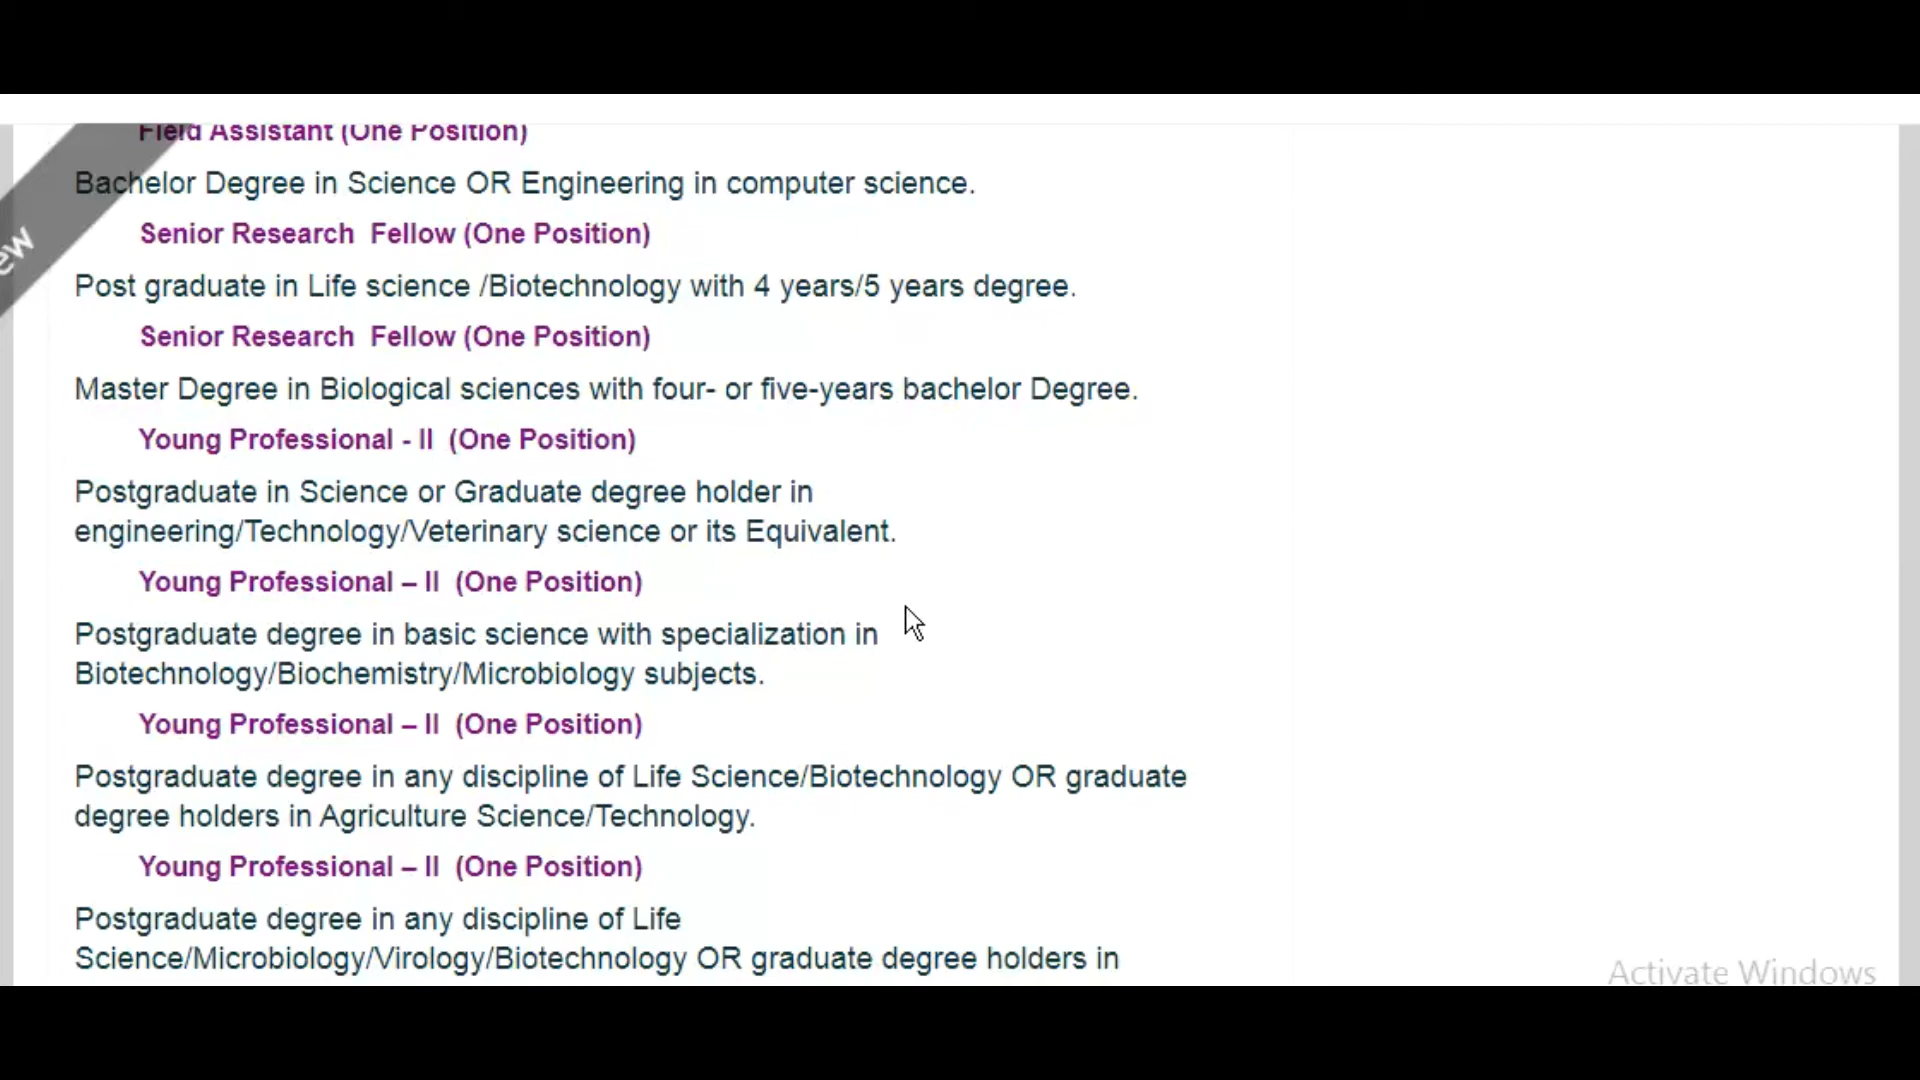 Field Assistant (One Position)
Bachelor Degree in Science OR Engineering in computer science.
Senior Research  Fellow (One Position)
Post graduate in Life science /Biotechnology with 4 years/5 years degree.
Senior Research  Fellow (One Position)
Master Degree in Biological sciences with four- or five-years bachelor Degree.
Young Professional - II  (One Position)
Postgraduate in Science or Graduate degree holder in
engineering/Technology/Veterinary science or its Equivalent.
Young Professional – II  (One Position)
Postgraduate degree in basic science with specialization in
Biotechnology/Biochemistry/Microbiology subjects.
Young Professional – II  (One Position)
Postgraduate degree in any discipline of Life Science/Biotechnology OR graduate
degree holders in Agriculture Science/Technology.
Young Professional – II  (One Position)
Postgraduate degree in any discipline of Life
Science/Microbiology/Virology/Biotechnology OR graduate degree holders in
Activate Windows